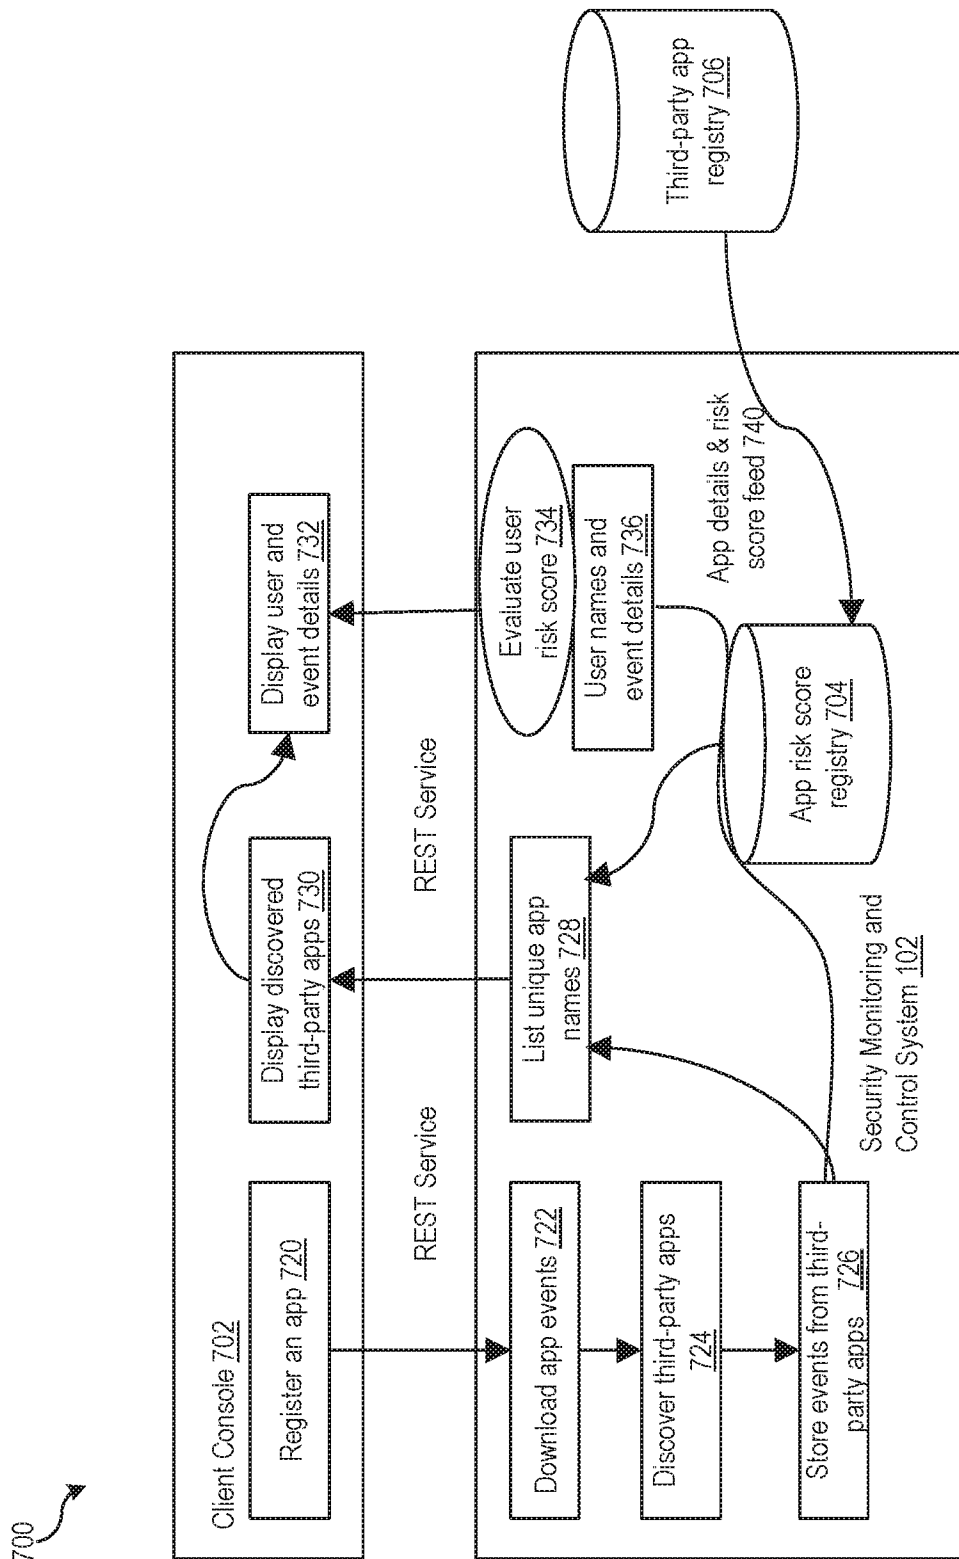 700
Client Console 702
Register an app 720
Display discovered
third-party apps 730
Display user and
event details 732
REST Service
REST Service
Download app events 722
Discover third-party apps
724
Store events from third-
party apps 726
List unique app
names 728
Evaluate user
risk score 734
User names and
event details 736
App details & risk
score feed 740
App risk score
registry 704
Security Monitoring and
Control System 102
Third-party app
registry 706